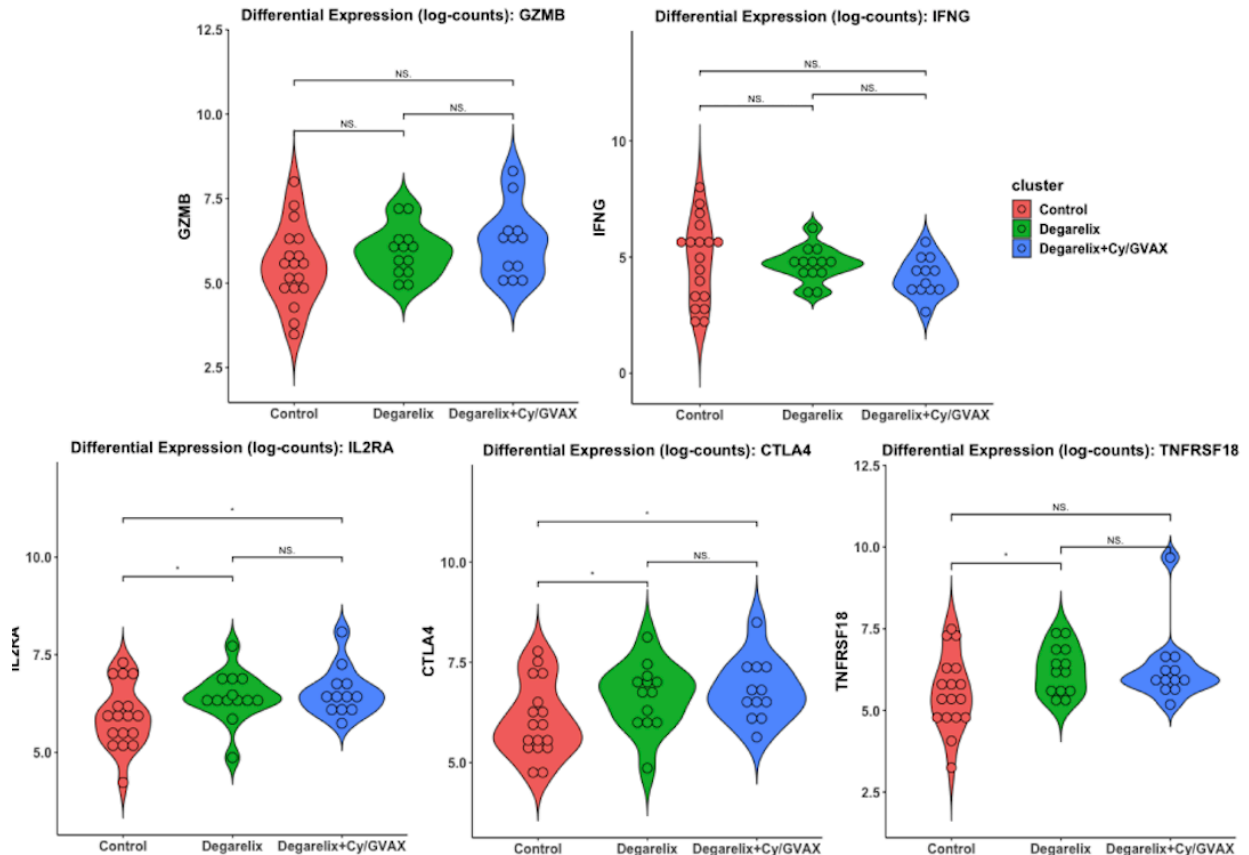 Differential Expression (log-counts): GZMB
12.5
10.0
7.5
5.0
2.5
GZMB
NS.
NS.
NS.
Control
Degarelix
Degarelix+Cy/GVAX
Differential Expression (log-counts): IFNG
10
5
0
IFNG
NS.
NS.
NS.
Control
Degarelix
Degarelix+Cy/GVAX
cluster
Control
Degarelix
Degarelix+Cy/GVAX
Differential Expression (log-counts): IL2RA
10.0
7.5
5.0
IL2RA
*
NS.
*
Control
Degarelix
Degarelix+Cy/GVAX
Differential Expression (log-counts): CTLA4
10.0
7.5
5.0
CTLA4
*
NS.
*
Control
Degarelix
Degarelix+Cy/GVAX
Differential Expression (log-counts): TNFRSF18
12.5
10.0
7.5
5.0
2.5
TNFRSF18
NS.
NS.
*
Control
Degarelix
Degarelix+Cy/GVAX